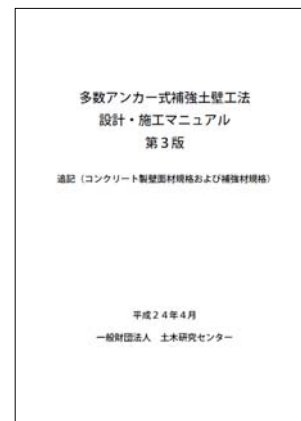 多数アンカー式補強土壁工法
設計・施工マニュアル
第３版
追記（コンクリート製壁面材規格および補強材規格）
平成２４年４月
一般財団法人　土木研究センター